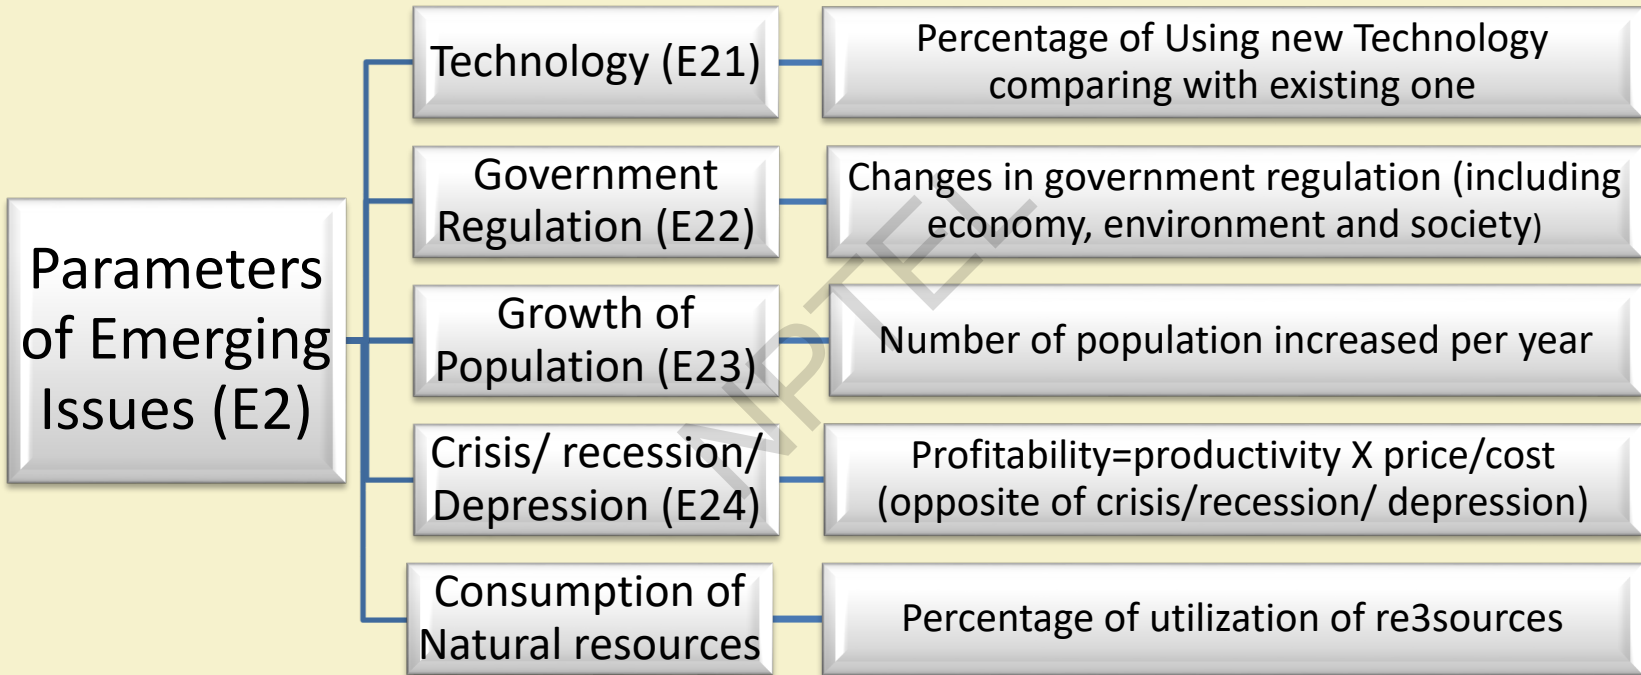 Parameters
of Emerging
Issues (E2)
Technology (E21)
Percentage of Using new Technology
comparing with existing one
Government
Regulation (E22)
Changes in government regulation (including
economy, environment and society)
Growth of
Population (E23)
Number of population increased per year
Crisis/ recession/
Depression (E24)
Profitability=productivity X price/cost
(opposite of crisis/recession/ depression)
Consumption of
Natural resources
Percentage of utilization of re3sources
NPTEL